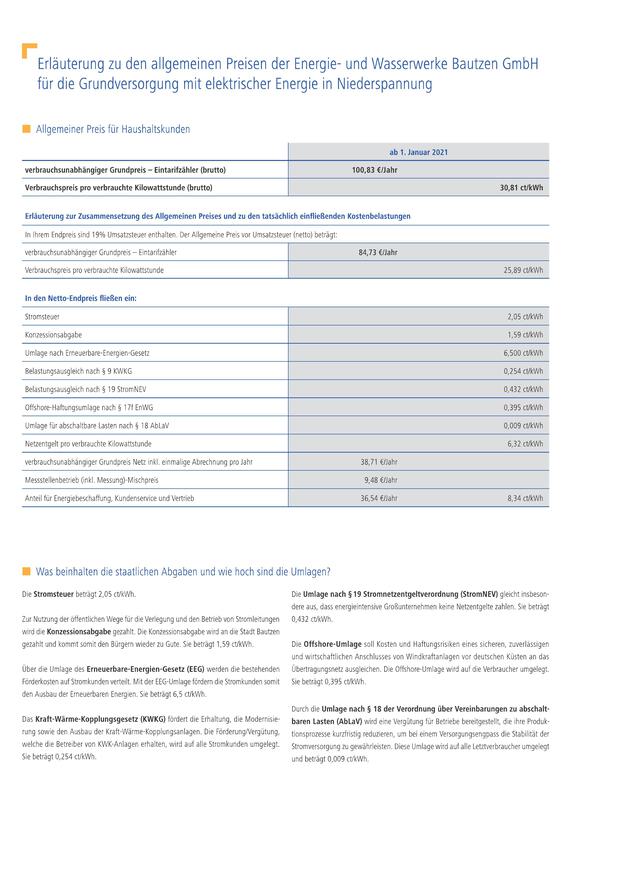 Erläuterung zu den allgemeinen Preisen der Energie- und Wasserwerke Bautzen GmbH
für die Grundversorgung mit elektrischer Energie in Niederspannung
Allgemeiner Preis für Haushaltskunden
ab 1. Januar 2021
verbrauchsunabhängiger Grundpreis – Eintarifzähler (brutto) 100,83 €/Jahr
Verbrauchspreis pro verbrauchte Kilowattstunde (brutto) 30,81 ct/kWh
Erläuterung zur Zusammensetzung des Allgemeinen Preises und zu den tatsächlich einfließenden Kostenbelastungen
In Ihrem Endpreis sind 19% Umsatzsteuer enthalten. Der Allgemeine Preis vor Umsatzsteuer (netto) beträgt:
verbrauchsunabhängiger Grundpreis – Eintarifzähler 84,73 €/Jahr
Verbrauchspreis pro verbrauchte Kilowattstunde 25,89 ct/kWh
In den Netto-Endpreis fließen ein:
Stromsteuer 2,05 ct/kWh
Konzessionsabgabe 1,59 ct/kWh
Umlage nach Erneuerbare-Energien-Gesetz 6,500 ct/kWh
Belastungsausgleich nach § 9 KWKG 0,254 ct/kWh
Belastungsausgleich nach § 19 StromNEV 0,432 ct/kWh
Offshore-Haftungsumlage nach § 17f EnWG 0,395 ct/kWh
Umlage für abschaltbare Lasten nach § 18 AbLaV 0,009 ct/kWh
Netzentgelt pro verbrauchte Kilowattstunde 6,32 ct/kWh
verbrauchsunabhängiger Grundpreis Netz inkl. einmalige Abrechnung pro Jahr 38,71 €/Jahr
Messstellenbetrieb (inkl. Messung)-Mischpreis 9,48 €/Jahr
Anteil für Energiebeschaffung, Kundenservice und Vertrieb 36,54 €/Jahr 8,34 ct/kWh
Was beinhalten die staatlichen Abgaben und wie hoch sind die Umlagen?
Die Stromsteuer beträgt 2,05 ct/kWh.
Zur Nutzung der öffentlichen Wege für die Verlegung und den Betrieb von Stromleitungen
wird die Konzessionsabgabe gezahlt. Die Konzessionsabgabe wird an die Stadt Bautzen
gezahlt und kommt somit den Bürgern wieder zu Gute. Sie beträgt 1,59 ct/kWh.
Über die Umlage des Erneuerbare-Energien-Gesetz (EEG) werden die bestehenden
Förderkosten auf Stromkunden verteilt. Mit der EEG-Umlage fördern die Stromkunden somit
den Ausbau der Erneuerbaren Energien. Sie beträgt 6,5 ct/kWh.
Das Kraft-Wärme-Kopplungsgesetz (KWKG) fördert die Erhaltung, die Modernisie-
rung sowie den Ausbau der Kraft-Wärme-Kopplungsanlagen. Die Förderung/Vergütung,
welche die Betreiber von KWK-Anlagen erhalten, wird auf alle Stromkunden umgelegt.
Sie beträgt 0,254 ct/kWh.
Die Umlage nach § 19 Stromnetzentgeltverordnung (StromNEV) gleicht insbeson-
dere aus, dass energieintensive Großunternehmen keine Netzentgelte zahlen. Sie beträgt
0,432 ct/kWh.
Die Offshore-Umlage soll Kosten und Haftungsrisiken eines sicheren, zuverlässigen
und wirtschaftlichen Anschlusses von Windkraftanlagen vor deutschen Küsten an das
Übertragungsnetz ausgleichen. Die Offshore-Umlage wird auf die Verbraucher umgelegt.
Sie beträgt 0,395 ct/kWh.
Durch die Umlage nach § 18 der Verordnung über Vereinbarungen zu abschalt-
baren Lasten (AbLaV) wird eine Vergütung für Betriebe bereitgestellt, die ihre Produk-
tionsprozesse kurzfristig reduzieren, um bei einem Versorgungsengpass die Stabilität der
Stromversorgung zu gewährleisten. Diese Umlage wird auf alle Letztverbraucher umgelegt
und beträgt 0,009 ct/kWh.